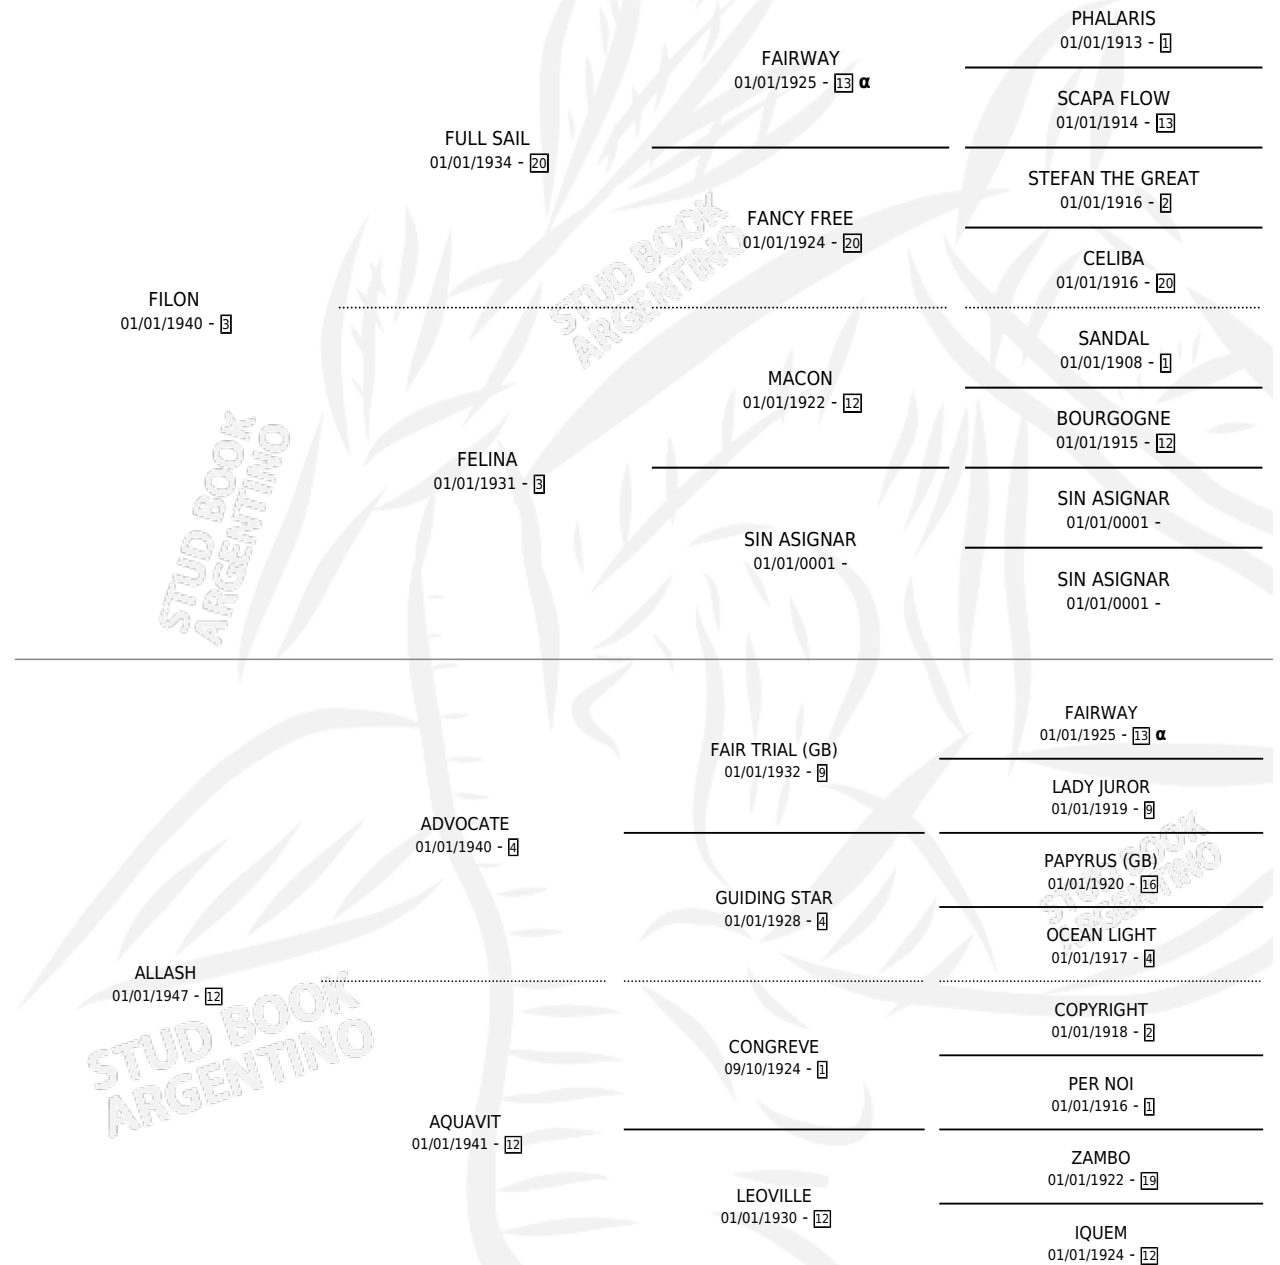 PHALARIS
01/01/1913 - 1
FAIRWAY
01/01/1925 - 13 α
SCAPA FLOW
01/01/1914 - 13
FULL SAIL
01/01/1934 - 20
STEFAN THE GREAT
01/01/1916 - 2
FANCY FREE
01/01/1924 - 20
CELIBA
01/01/1916 - 20
FILON
01/01/1940 - 3
SANDAL
01/01/1908 - 1
MACON
01/01/1922 - 12
BOURGOGNE
01/01/1915 - 12
FELINA
01/01/1931 - 3
SIN ASIGNAR
01/01/0001 -
SIN ASIGNAR
01/01/0001 -
SIN ASIGNAR
01/01/0001 -
STUD BOOK
ARGENTINO
STUD BOOK
ARGENTINO
FAIRWAY
01/01/1925 - 13 α
FAIR TRIAL (GB)
01/01/1932 - 9
LADY JUROR
01/01/1919 - 9
ADVOCATE
01/01/1940 - 4
PAPYRUS (GB)
01/01/1920 - 16
GUIDING STAR
01/01/1928 - 4
OCEAN LIGHT
01/01/1917 - 4
ALLASH
01/01/1947 - 12
COPYRIGHT
01/01/1918 - 2
CONGREVE
09/10/1924 - 1
PER NOI
01/01/1916 - 1
AQUAVIT
01/01/1941 - 12
ZAMBO
01/01/1922 - 19
LEOVILLE
01/01/1930 - 12
IQUEM
01/01/1924 - 12
STUD BOOK
ARGENTINO
STUD BOOK
ARGENTINO